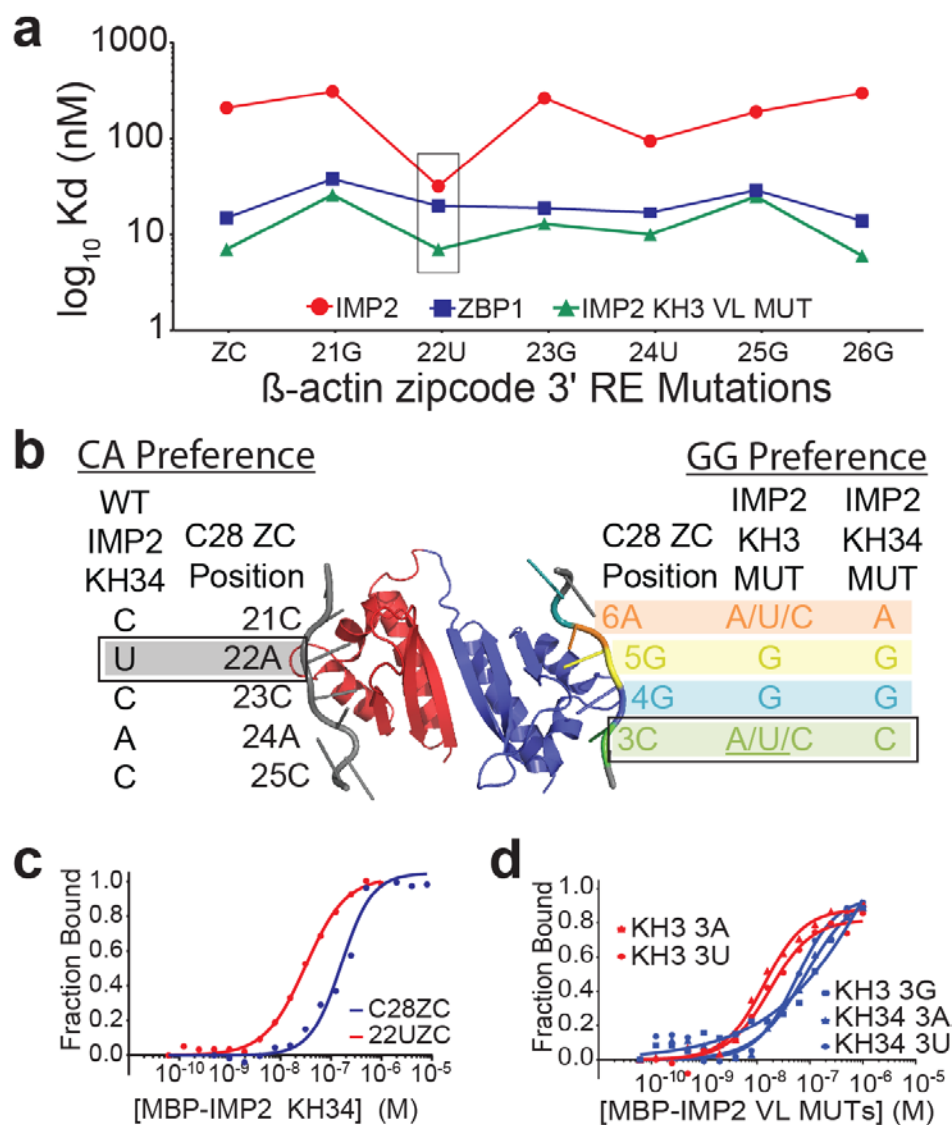 a
1000
100
10
1
log₁₀ Kd (nM)
IMP2 ZBP1 IMP2 KH3 VL MUT
ZC 21G 22U 23G 24U 25G 26G
ß-actin zipcode 3' RE Mutations
b
CA Preference
WT IMP2 KH34
C28 ZC Position
C 21C
U 22A
C 23C
A 24A
C 25C
GG Preference
C28 ZC Position
IMP2 KH3 MUT
IMP2 KH34 MUT
6A A/U/C A
5G G G
4G G G
3C A/U/C C
c
Fraction Bound
1.0
0.8
0.6
0.4
0.2
0.0
C28ZC
22UZC
10⁻¹⁰ 10⁻⁹ 10⁻⁸ 10⁻⁷ 10⁻⁶ 10⁻⁵
[MBP-IMP2 KH34] (M)
d
Fraction Bound
1.0
0.8
0.6
0.4
0.2
0.0
KH3 3A
KH3 3U
KH3 3G
KH34 3A
KH34 3U
10⁻¹⁰ 10⁻⁹ 10⁻⁸ 10⁻⁷ 10⁻⁶ 10⁻⁵
[MBP-IMP2 VL MUTs] (M)